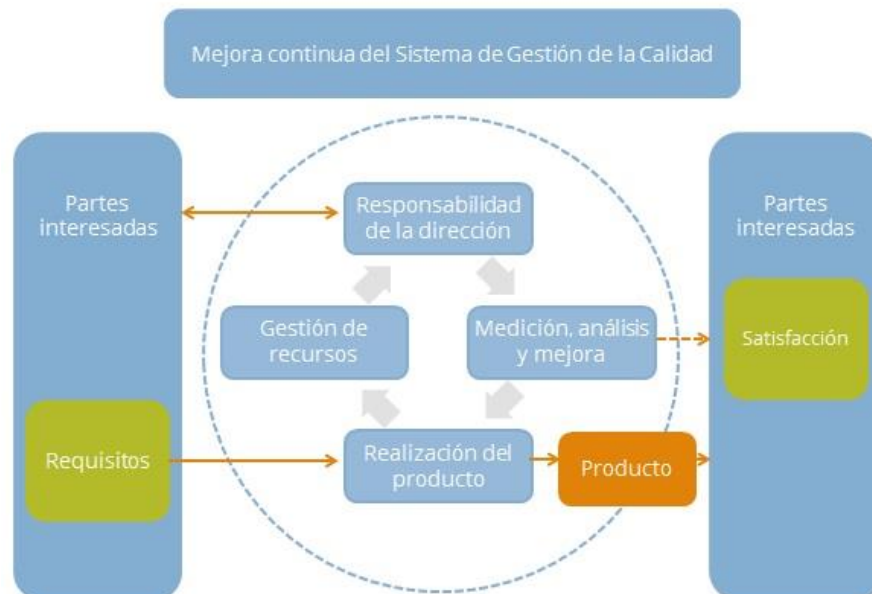 Mejora continua del Sistema de Gestión de la Calidad
Partes
interesadas
Responsabilidad
de la dirección
Partes
interesadas
Gestión de
recursos
Medición, análisis
y mejora
Satisfacción
Requisitos
Realización del
producto
Producto